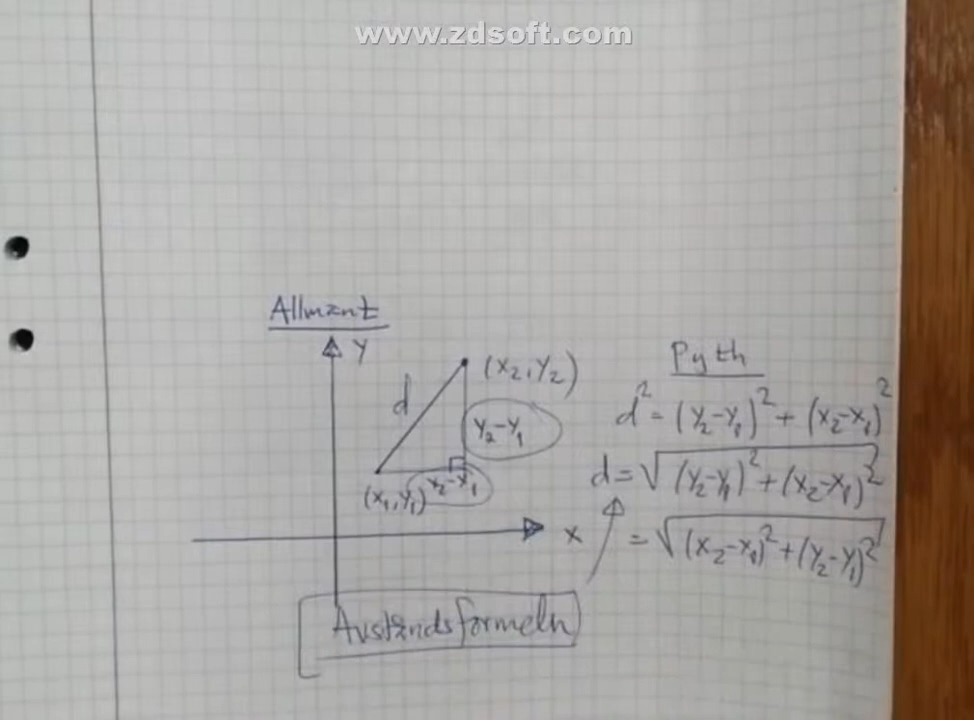 www.zdsoft.com
Allmänt
y
(x₂, y₂)
d
y₂-y₁
x₂-x₁
(x₁, y₁)
x
Pyth
d² = (y₂-y₁)² + (x₂-x₁)²
d = √(y₂-y₁)² + (x₂-x₁)²
= √(x₂-x₁)² + (y₂-y₁)²
Avståndsformeln